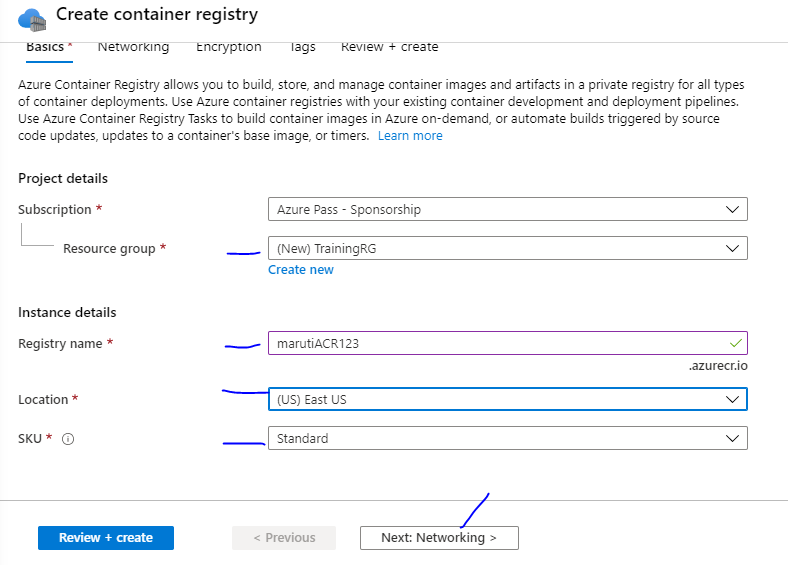 Create container registry
Basics * Networking Encryption Tags Review + create
Azure Container Registry allows you to build, store, and manage container images and artifacts in a private registry for all types
of container deployments. Use Azure container registries with your existing container development and deployment pipelines.
Use Azure Container Registry Tasks to build container images in Azure on-demand, or automate builds triggered by source
code updates, updates to a container's base image, or timers. Learn more
Project details
Subscription * Azure Pass - Sponsorship
Resource group * (New) TrainingRG
Create new
Instance details
Registry name * marutiACR123
.azurecr.io
Location * (US) East US
SKU * Standard
Review + create < Previous Next: Networking >